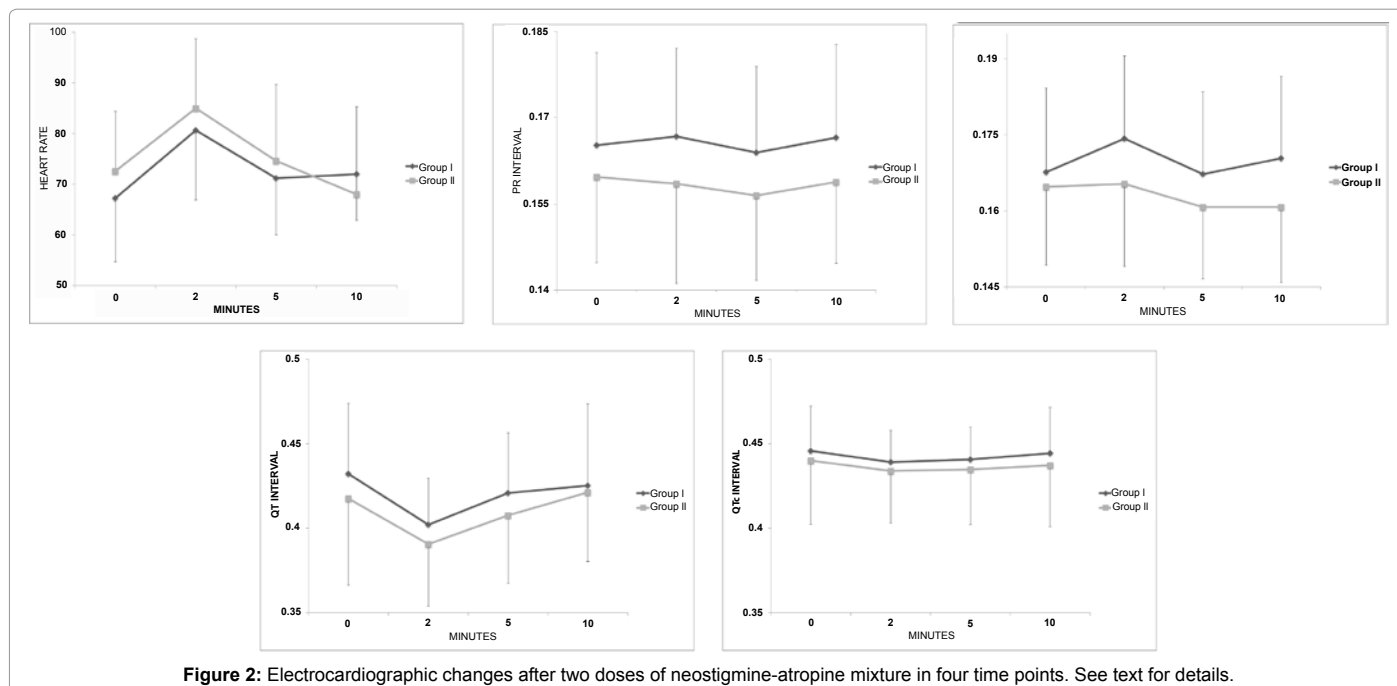 100
90
80
70
60
50
HEART RATE
0 2 5 10
MINUTES
Group I
Group II
0.185
0.17
0.155
0.14
PR INTERVAL
0 2 5 10
MINUTES
Group I
Group II
0.19
0.175
0.16
0.145
0 2 5 10
MINUTES
Group I
Group II
0.5
0.45
0.4
0.35
QT INTERVAL
0 2 5 10
MINUTES
Group I
Group II
0.5
0.45
0.4
0.35
QTc INTERVAL
0 2 5 10
MINUTES
Group I
Group II
Figure 2: Electrocardiographic changes after two doses of neostigmine-atropine mixture in four time points. See text for details.